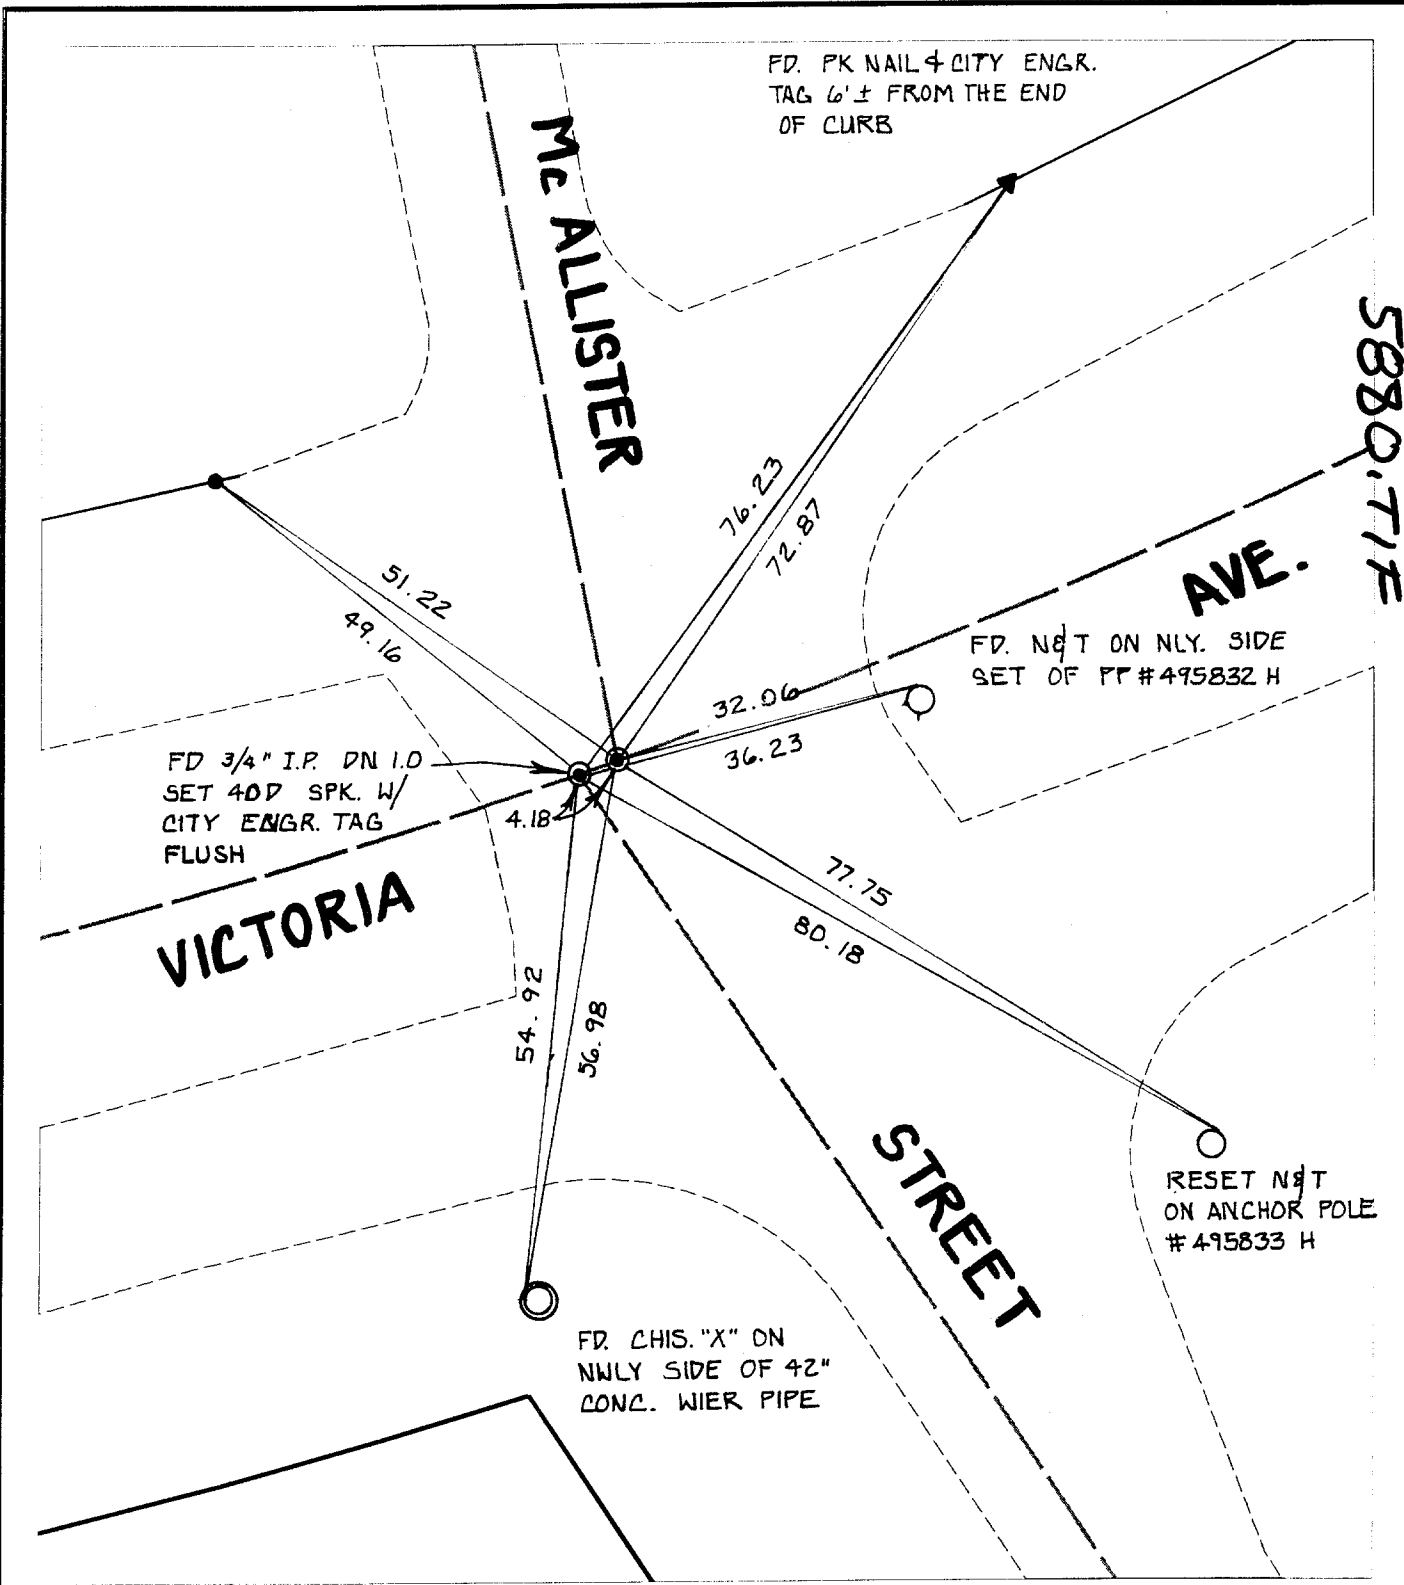 FD. PK NAIL & CITY ENGR.
TAG 6'± FROM THE END
OF CURB
Mc ALLISTER
5880.TIF
76.23
72.87
51.22
49.16
AVE.
FD. N&T ON NLY. SIDE
SET OF PP #495832 H
32.06
36.23
FD 3/4" I.P. DN 1.0
SET 40D SPK. W/
CITY ENGR. TAG
FLUSH
4.18
VICTORIA
77.75
80.18
54.92
56.98
STREET
RESET N&T
ON ANCHOR POLE
# 495833 H
FD. CHIS. "X" ON
NWLY SIDE OF 42"
CONC. WIER PIPE